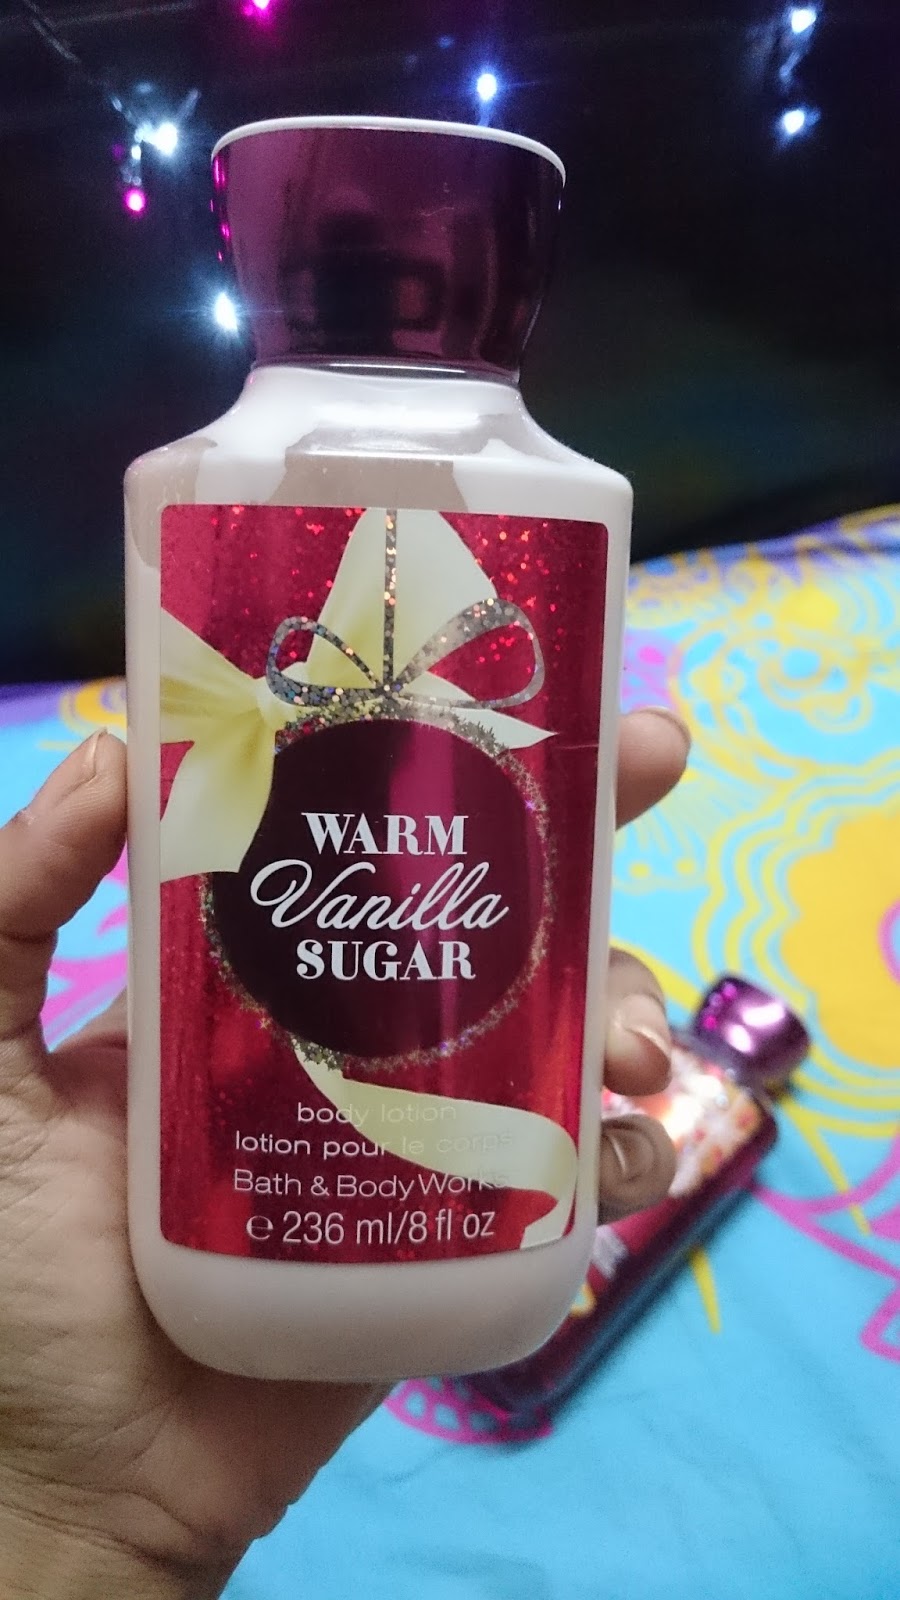 WARM
Vanilla
SUGAR
body lotion
lotion pour le corps
Bath & Body Works
℮ 236 ml/8 fl oz